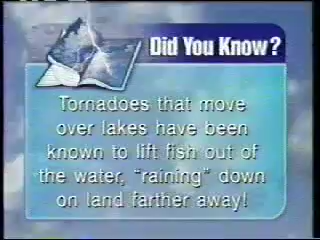 Did You Know?
Tornadoes that move
over lakes have been
known to lift fish out of
the water, "raining" down
on land farther away!